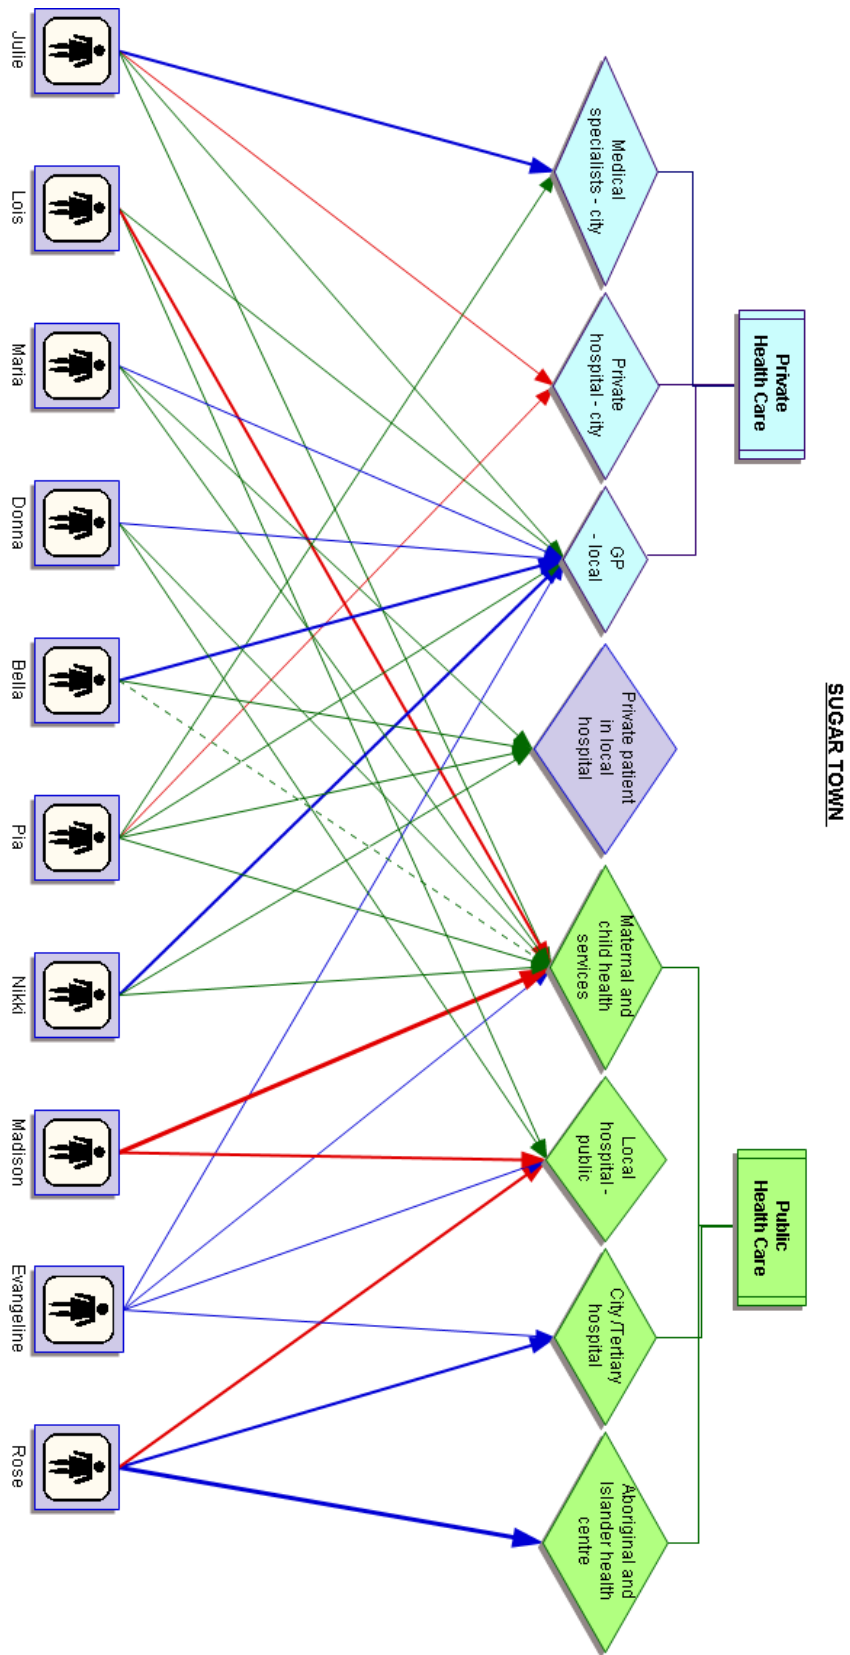 SUGAR TOWN
Private
Health Care
Public
Health Care
Medical
specialists - city
Private
hospital - city
GP
- local
Private patient
in local
hospital
Maternal and
child health
services
Local
hospital -
public
City /Tertiary
hospital
Aboriginal and
Islander health
centre
Julie
Lois
Maria
Donna
Bella
Pia
Nikki
Madison
Evangeline
Rose